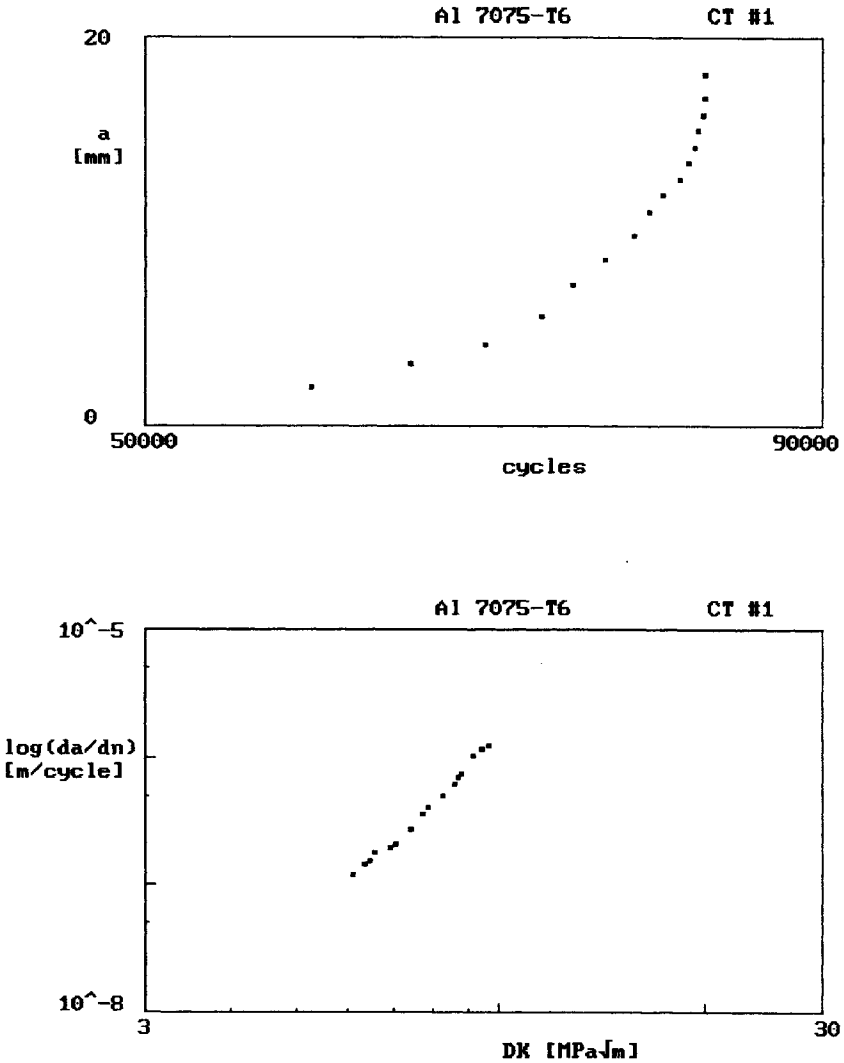 Al 7075-T6 CT #1
20
a
[mm]
0
50000 90000
cycles
Al 7075-T6 CT #1
10^-5
log(da/dn)
[m/cycle]
10^-8
3 30
DK [MPa√m]